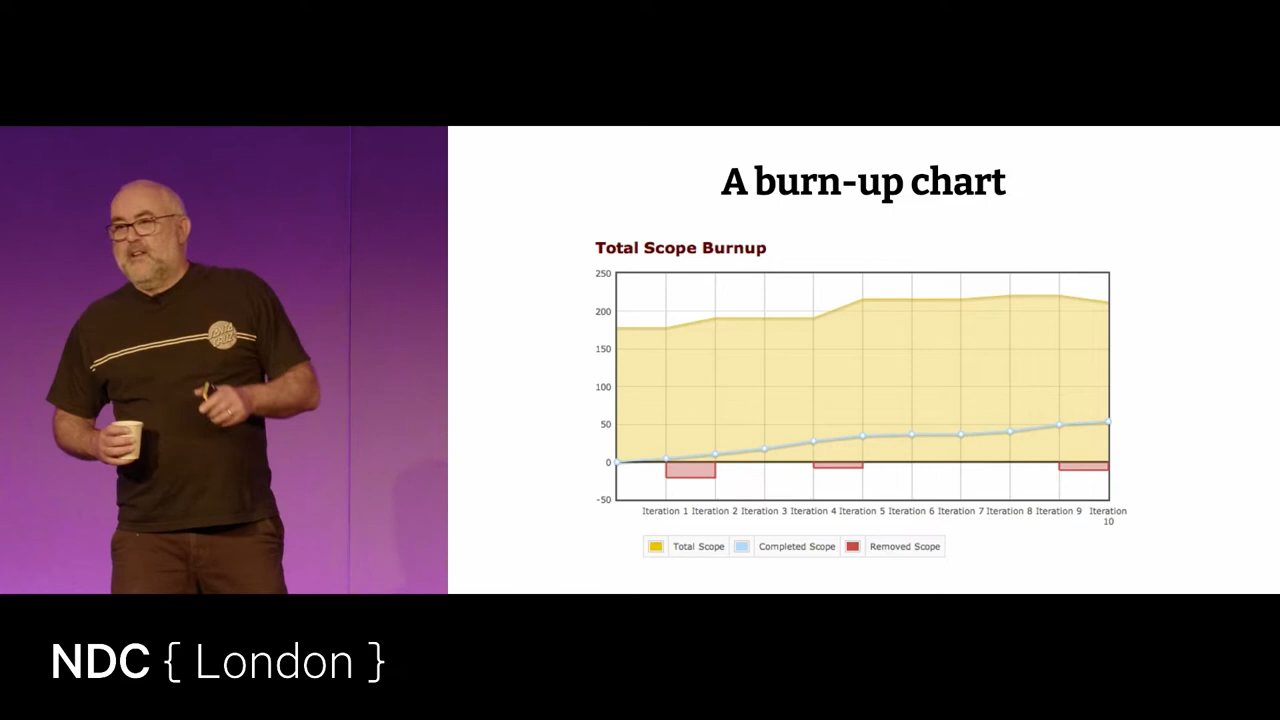 A burn-up chart
Total Scope Burnup
250
200
150
100
50
0
-50
Iteration 1 Iteration 2 Iteration 3 Iteration 4 Iteration 5 Iteration 6 Iteration 7 Iteration 8 Iteration 9 Iteration
10
Total Scope Completed Scope Removed Scope
NDC { London }